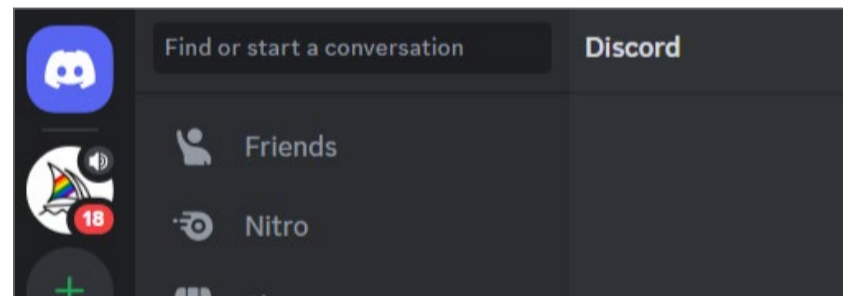 Find or start a conversation
Discord
Friends
18
Nitro